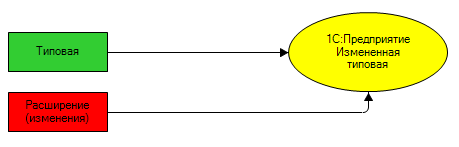 Типовая
1С:Предприятие
Измененная
типовая
Расширение
(изменения)